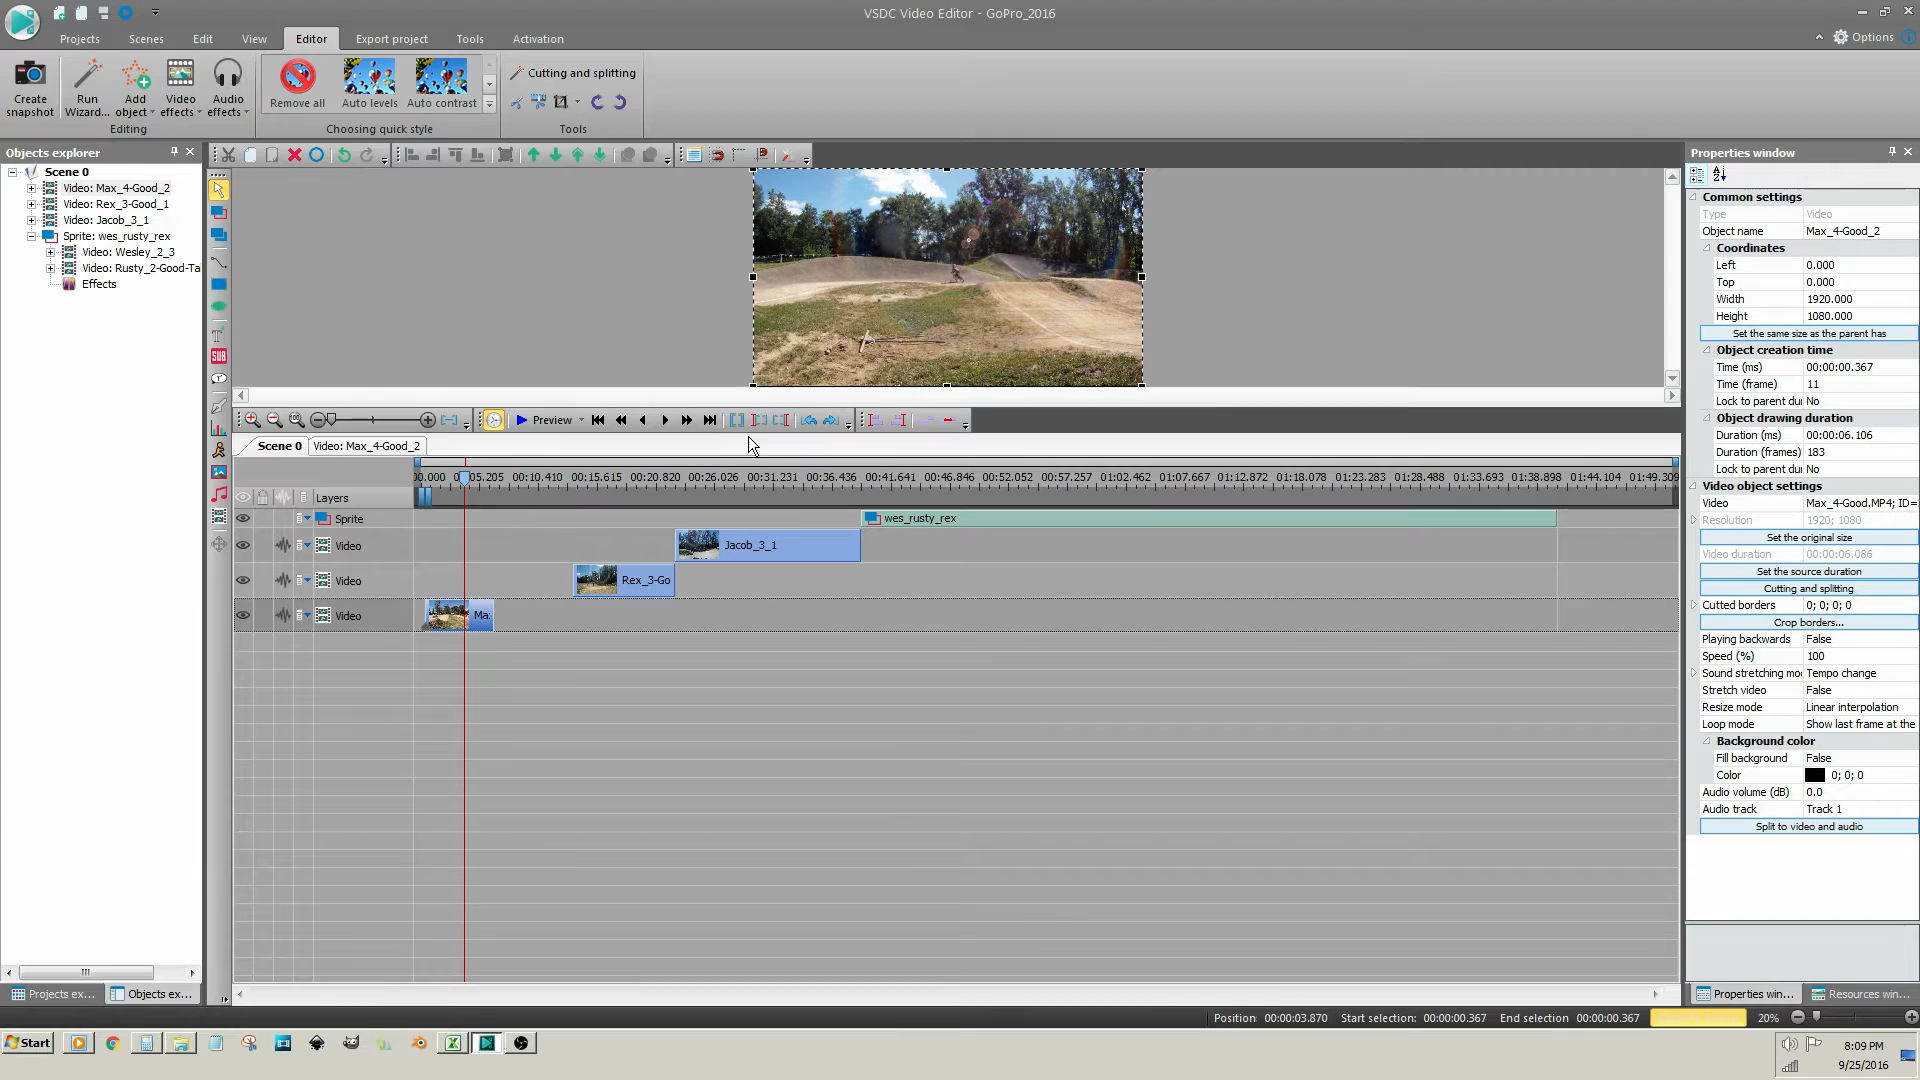 VSDC Video Editor - GoPro_2016
Projects Scenes Edit View Editor Export project Tools Activation Options
Create snapshot
Run Wizard...
Add object
Video effects
Audio effects
Editing
Remove all Auto levels Auto contrast
Choosing quick style
Cutting and splitting
Tools
Objects explorer
Scene 0
Video: Max_4-Good_2
Video: Rex_3-Good_1
Video: Jacob_3_1
Sprite: wes_rusty_rex
Video: Wesley_2_3
Video: Rusty_2-Good-Ta
Effects
Projects ex... Objects ex...
T
SUB
Preview
Scene 0 Video: Max_4-Good_2
00.000 05.205 00:10.410 00:15.615 00:20.820 00:26.026 00:31.231 00:36.436 00:41.641 00:46.846 00:52.052 00:57.257 01:02.462 01:07.667 01:12.872 01:18.078 01:23.283 01:28.488 01:33.693 01:38.898 01:44.104 01:49.309
Layers
Sprite wes_rusty_rex
Video Jacob_3_1
Video Rex_3-Go
Video Ma:
Properties window
Common settings
Type Video
Object name Max_4-Good_2
Coordinates
Left 0.000
Top 0.000
Width 1920.000
Height 1080.000
Set the same size as the parent has
Object creation time
Time (ms) 00:00:00.367
Time (frame) 11
Lock to parent dur No
Object drawing duration
Duration (ms) 00:00:06.106
Duration (frames) 183
Lock to parent dur No
Video object settings
Video Max_4-Good.MP4; ID=
Resolution 1920; 1080
Set the original size
Video duration 00:00:06.086
Set the source duration
Cutting and splitting
Cutted borders 0; 0; 0; 0
Crop borders...
Playing backwards False
Speed (%) 100
Sound stretching mo Tempo change
Stretch video False
Resize mode Linear interpolation
Loop mode Show last frame at the
Background color
Fill background False
Color 0; 0; 0
Audio volume (dB) 0.0
Audio track Track 1
Split to video and audio
Properties win... Resources win...
Position: 00:00:03.870 Start selection: 00:00:00.367 End selection 00:00:00.367 20%
Start
8:09 PM
9/25/2016